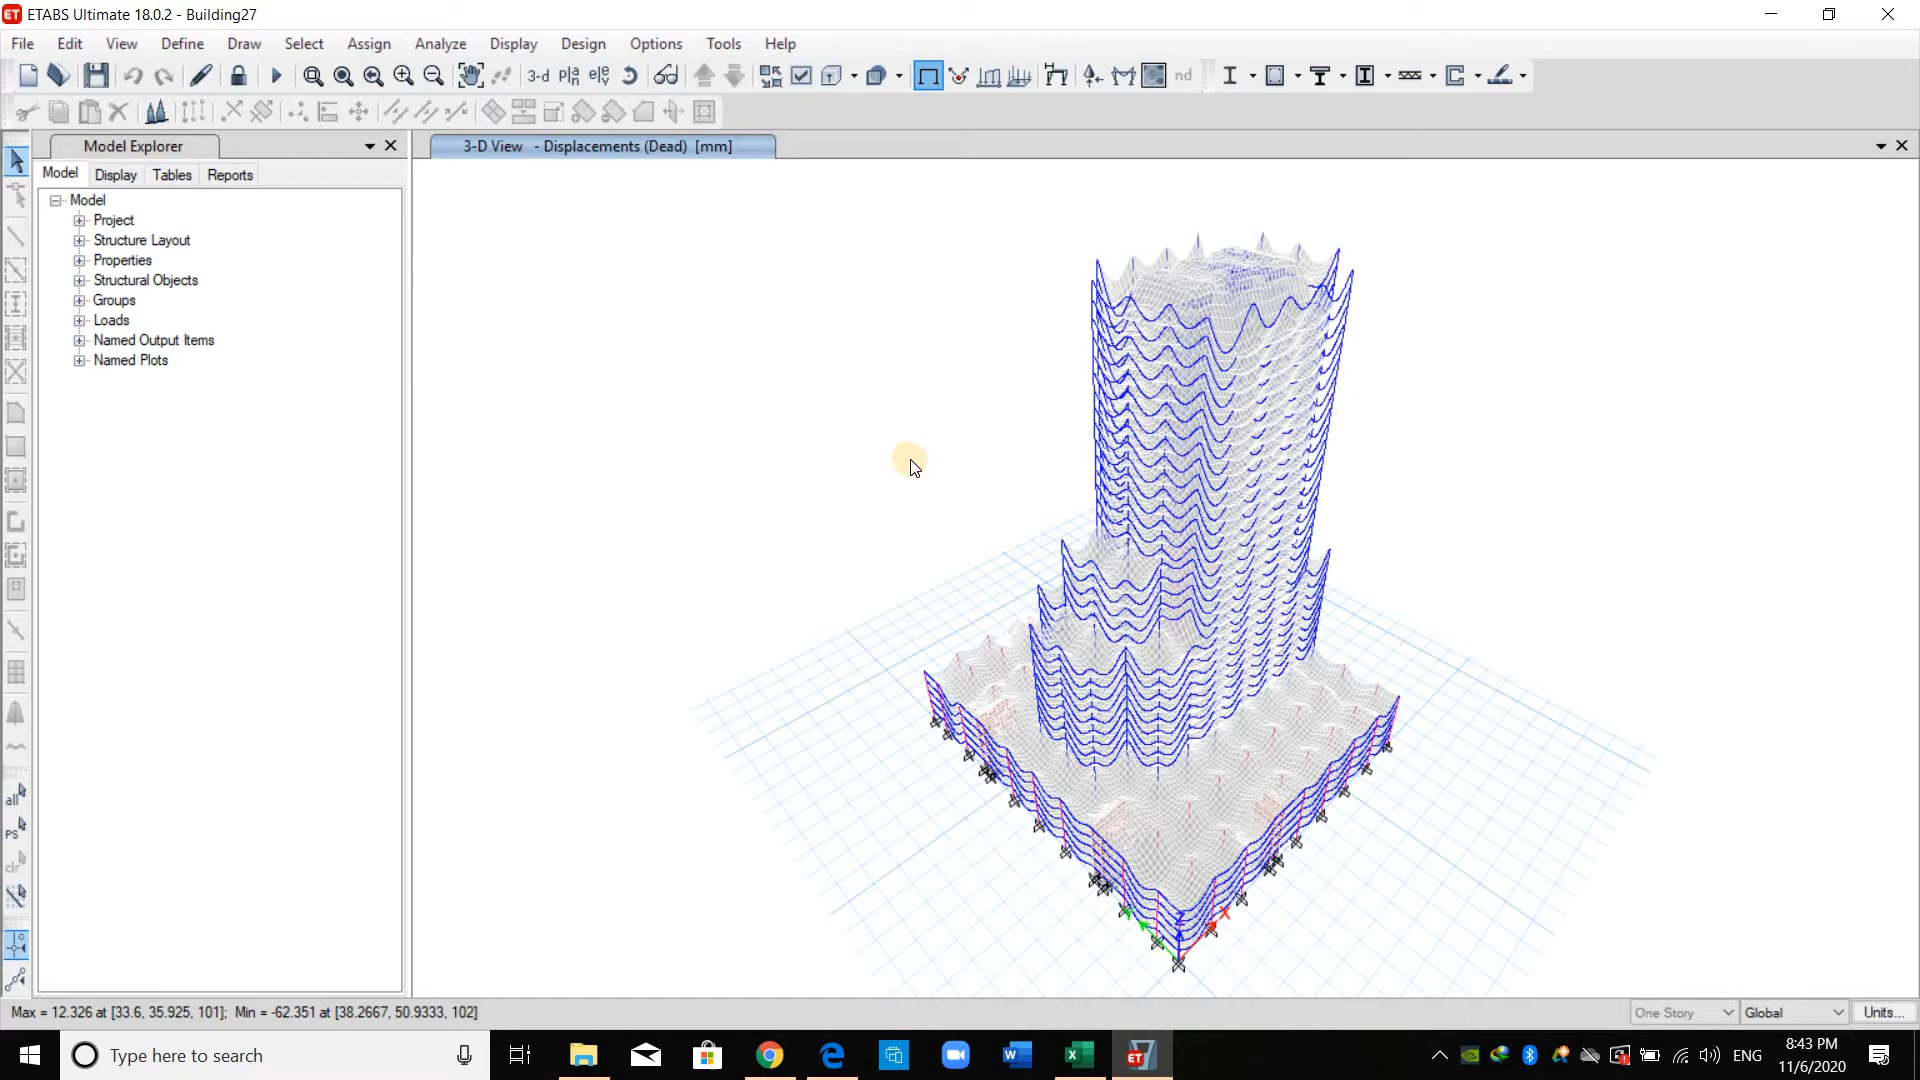 ETABS Ultimate 18.0.2 - Building27
File Edit View Define Draw Select Assign Analyze Display Design Options Tools Help
3-d
nd
Model Explorer
3-D View - Displacements (Dead) [mm]
Model Display Tables Reports
Model
Project
Structure Layout
Properties
Structural Objects
Groups
Loads
Named Output Items
Named Plots
all
PS
clr
Z
X
Y
Max = 12.326 at [33.6, 35.925, 101]; Min = -62.351 at [38.2667, 50.9333, 102]
One Story
Global
Units...
Type here to search
ENG
8:43 PM
11/6/2020